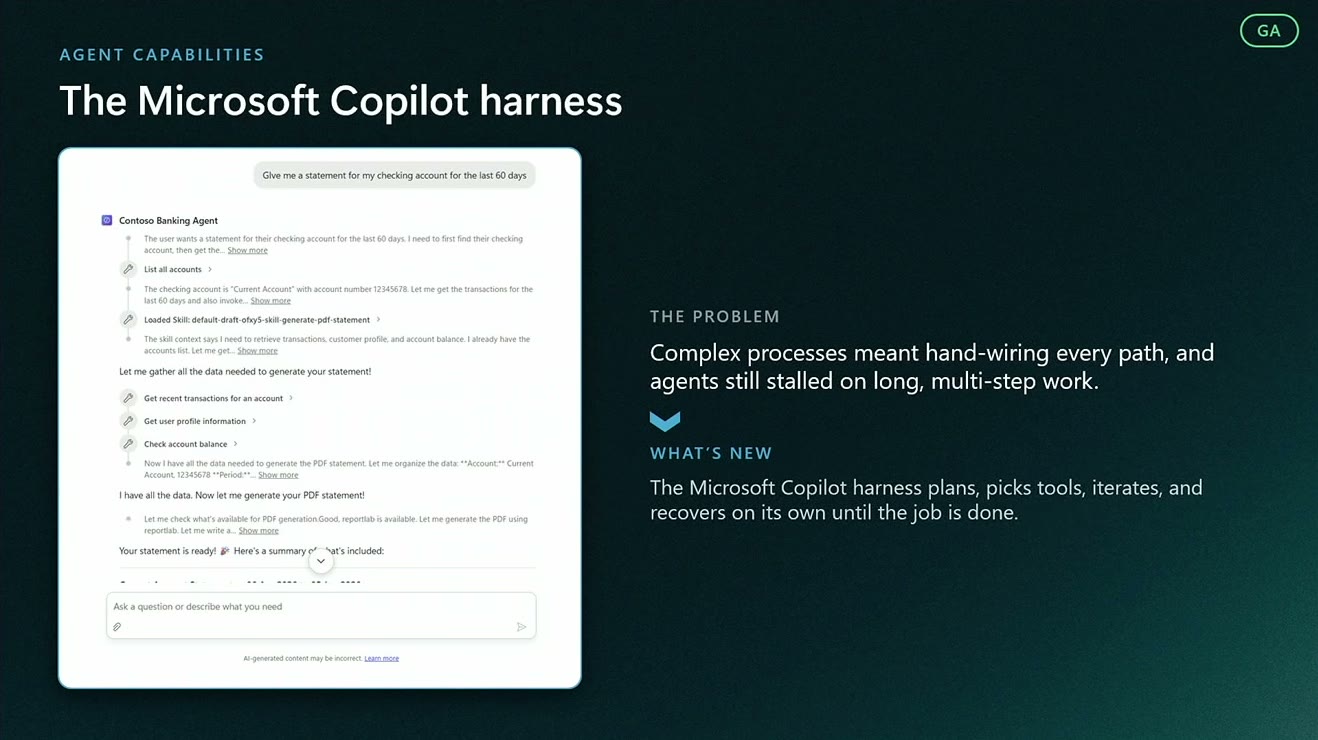 GA
AGENT CAPABILITIES
The Microsoft Copilot harness
Give me a statement for my checking account for the last 60 days
Contoso Banking Agent
The user wants a statement for their checking account for the last 60 days. I need to first find their checking
account, then get the... Show more
List all accounts
The checking account is "Current Account" with account number 12345678. Let me get the transactions for the
last 60 days and also invoke... Show more
Loaded Skill: default-draft-ofxy5-skill-generate-pdf-statement
The skill context says I need to retrieve transactions, customer profile, and account balance. I already have the
accounts list. Let me get... Show more
Let me gather all the data needed to generate your statement!
Get recent transactions for an account
Get user profile information
Check account balance
Now I have all the data needed to generate the PDF statement. Let me organize the data: **Account:** Current
Account, 12345678 **Period:**... Show more
I have all the data. Now let me generate your PDF statement!
Let me check what's available for PDF generation.Good, reportlab is available. Let me generate the PDF using
reportlab. Let me write a... Show more
Your statement is ready! 🎉 Here's a summary of what's included:
Ask a question or describe what you need
AI-generated content may be incorrect. Learn more
THE PROBLEM
Complex processes meant hand-wiring every path, and
agents still stalled on long, multi-step work.
WHAT'S NEW
The Microsoft Copilot harness plans, picks tools, iterates, and
recovers on its own until the job is done.